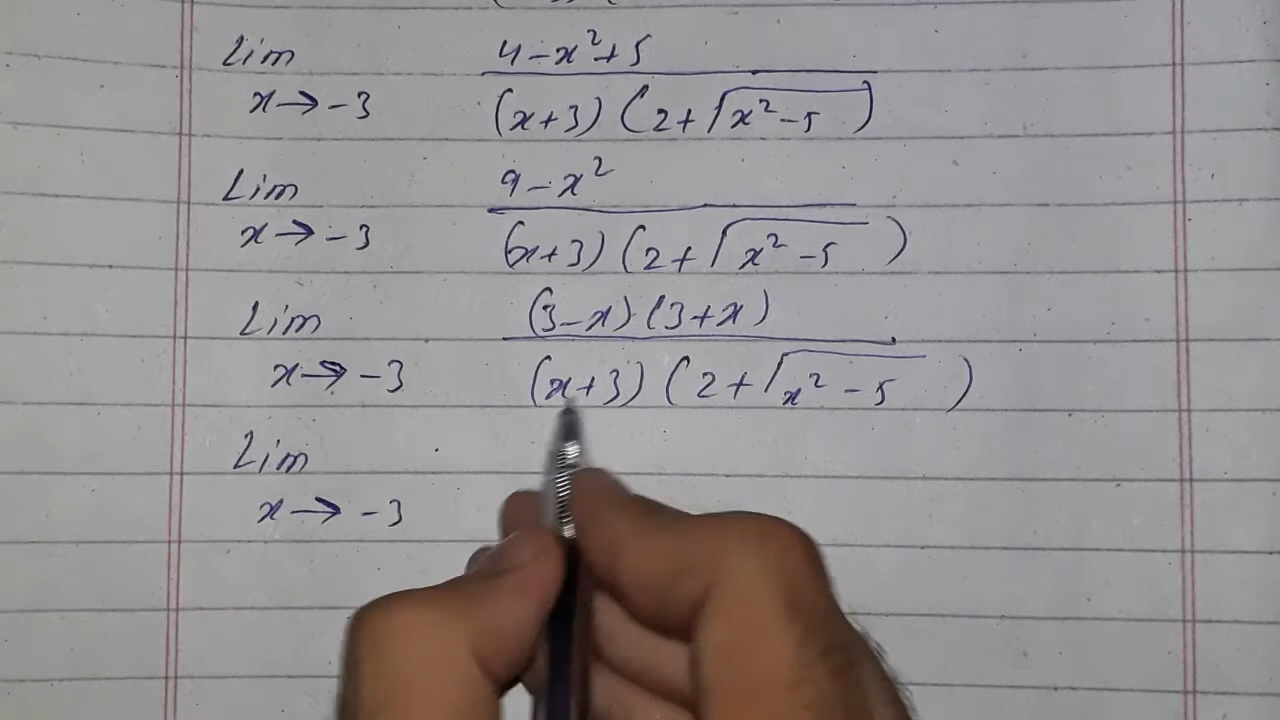 Lim 4-x²+5
x→-3 (x+3)(2+√x²-5)
Lim 9-x²
x→-3 (x+3)(2+√x²-5)
Lim (3-x).(3+x)
x→-3 (x+3)(2+√x²-5)
Lim
x→-3